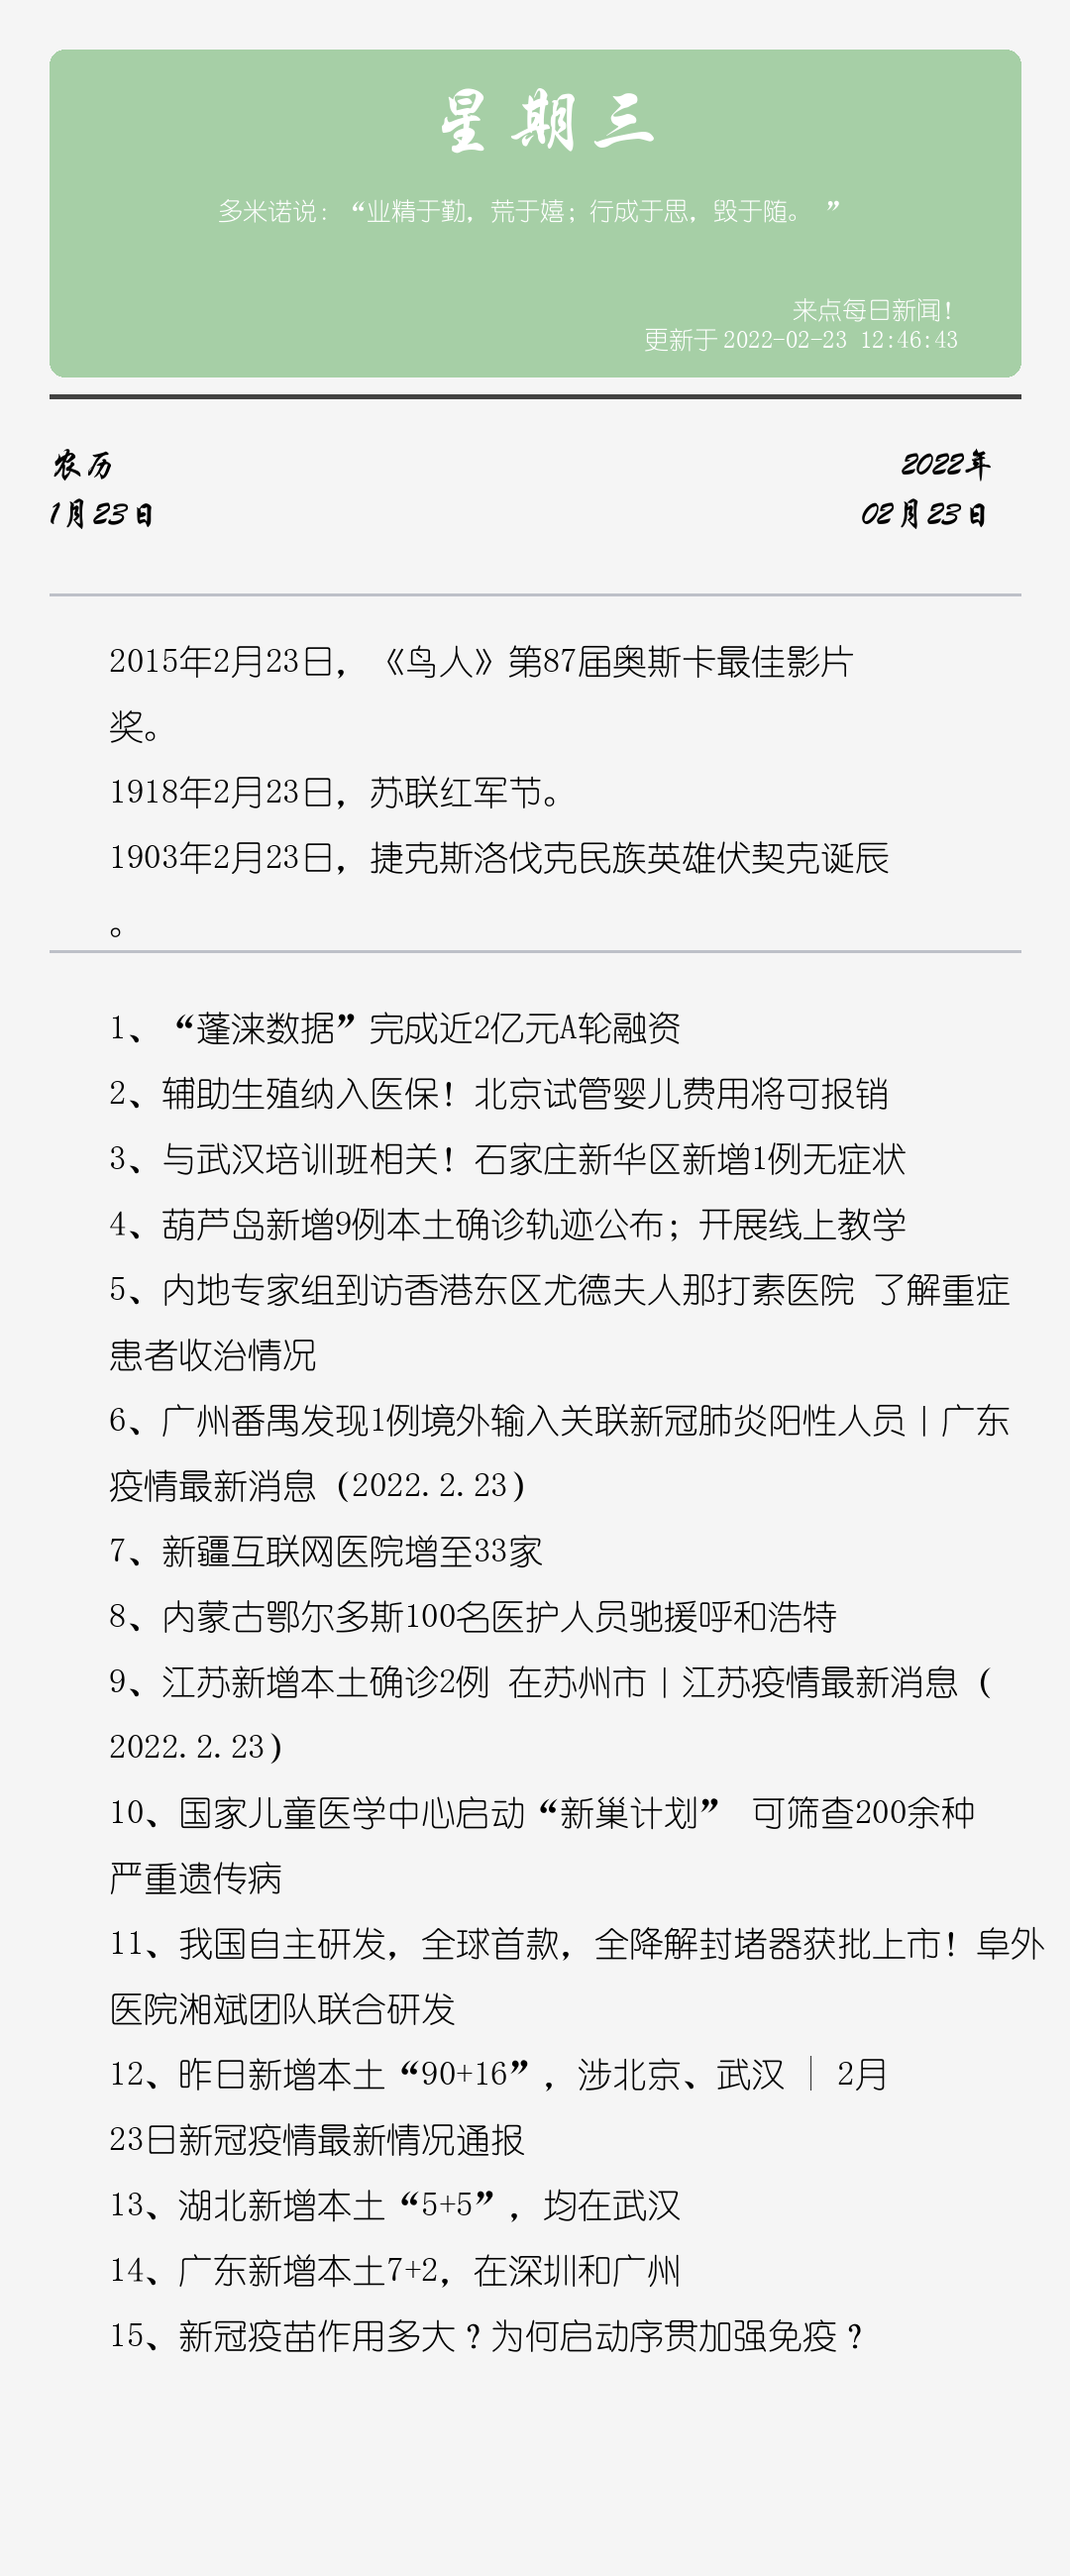 星期三
多米诺说：“业精于勤，荒于嬉；行成于思，毁于随。 ”
来点每日新闻！
更新于 2022-02-23 12:46:43
农历
2022年
1月23日
02月23日
2015年2月23日，《鸟人》第87届奥斯卡最佳影片
奖。
1918年2月23日，苏联红军节。
1903年2月23日，捷克斯洛伐克民族英雄伏契克诞辰
。
1、“蓬涞数据”完成近2亿元A轮融资
2、辅助生殖纳入医保！北京试管婴儿费用将可报销
3、与武汉培训班相关！石家庄新华区新增1例无症状
4、葫芦岛新增9例本土确诊轨迹公布；开展线上教学
5、内地专家组到访香港东区尤德夫人那打素医院 了解重症
患者收治情况
6、广州番禺发现1例境外输入关联新冠肺炎阳性人员丨广东
疫情最新消息（2022.2.23）
7、新疆互联网医院增至33家
8、内蒙古鄂尔多斯100名医护人员驰援呼和浩特
9、江苏新增本土确诊2例 在苏州市丨江苏疫情最新消息（
2022.2.23）
10、国家儿童医学中心启动“新巢计划” 可筛查200余种
严重遗传病
11、我国自主研发，全球首款，全降解封堵器获批上市！阜外
医院湘斌团队联合研发
12、昨日新增本土“90+16”，涉北京、武汉 │ 2月
23日新冠疫情最新情况通报
13、湖北新增本土“5+5”，均在武汉
14、广东新增本土7+2，在深圳和广州
15、新冠疫苗作用多大？为何启动序贯加强免疫？